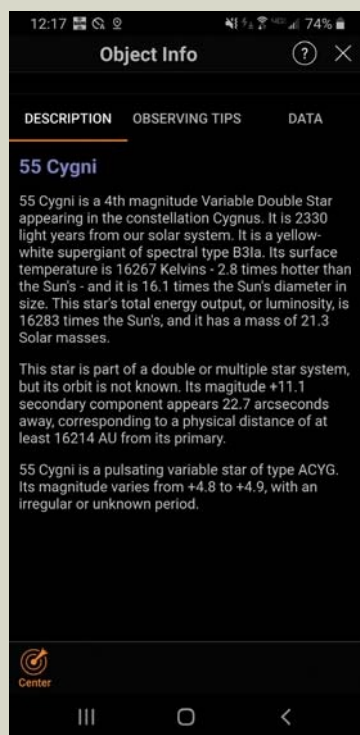 12:17
74%
Object Info
?
DESCRIPTION
OBSERVING TIPS
DATA
55 Cygni
55 Cygni is a 4th magnitude Variable Double Star
appearing in the constellation Cygnus. It is 2330
light years from our solar system. It is a yellow-
white supergiant of spectral type B3Ia. Its surface
temperature is 16267 Kelvins - 2.8 times hotter than
the Sun's - and it is 16.1 times the Sun's diameter in
size. This star's total energy output, or luminosity, is
16283 times the Sun's, and it has a mass of 21.3
Solar masses.
This star is part of a double or multiple star system,
but its orbit is not known. Its magitude +11.1
secondary component appears 22.7 arcseconds
away, corresponding to a physical distance of at
least 16214 AU from its primary.
55 Cygni is a pulsating variable star of type ACYG.
Its magnitude varies from +4.8 to +4.9, with an
irregular or unknown period.
Center